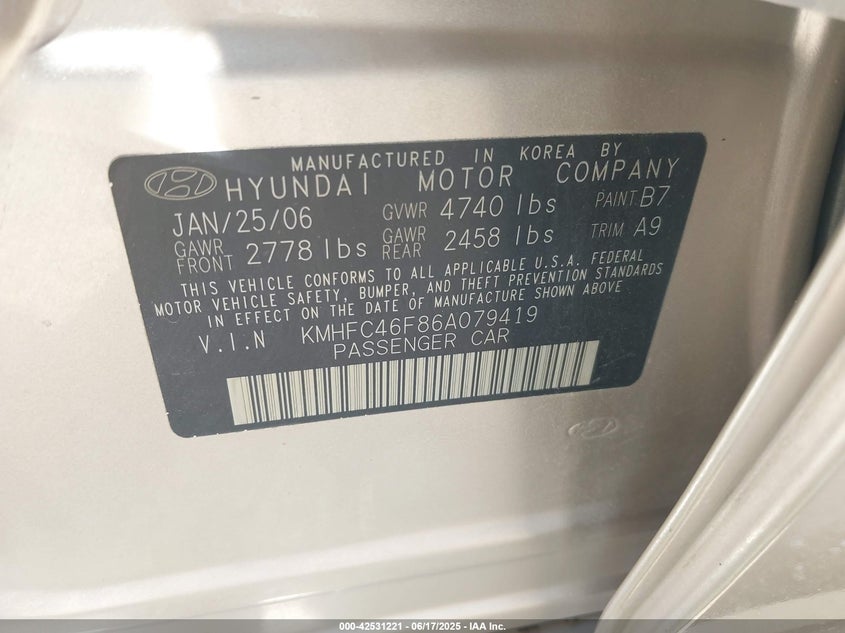 MANUFACTURED IN KOREA BY
HYUNDAI MOTOR COMPANY
JAN/25/06 GVWR 4740 lbs PAINT B7
GAWR FRONT 2778 lbs GAWR REAR 2458 lbs TRIM A9
THIS VEHICLE CONFORMS TO ALL APPLICABLE U.S.A. FEDERAL
MOTOR VEHICLE SAFETY, BUMPER, AND THEFT PREVENTION STANDARDS
IN EFFECT ON THE DATE OF MANUFACTURE SHOWN ABOVE
V.I.N KMHFC46F86A079419
PASSENGER CAR
000-42531221 - 06/17/2025 - IAA Inc.